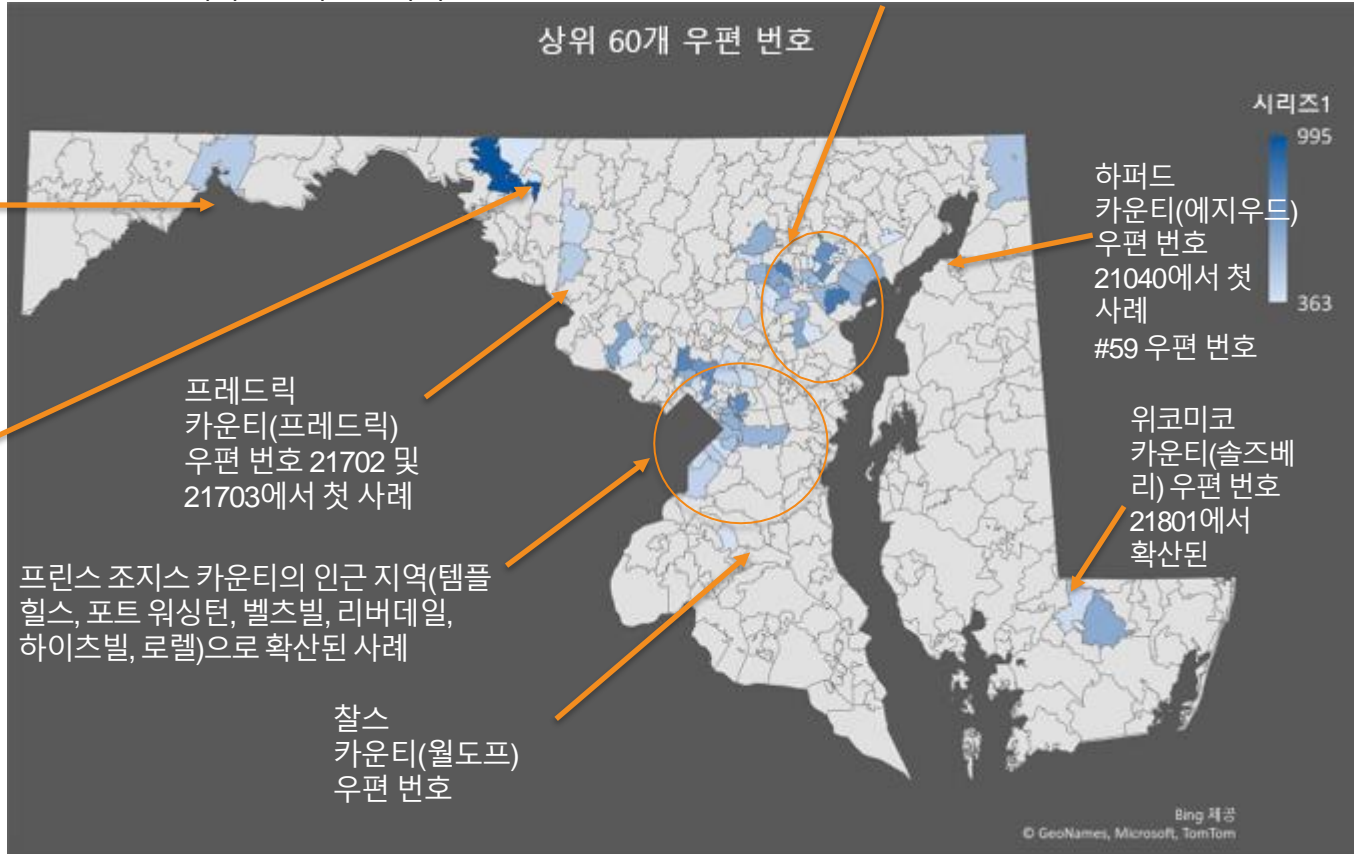 상위 60개 우편 번호
시리즈1
995
363
하퍼드
카운티(에지우드)
우편 번호
21040에서 첫
사례
#59 우편 번호
위코미코
카운티(솔즈베
리) 우편 번호
21801에서
확산된
프레드릭
카운티(프레드릭)
우편 번호 21702 및
21703에서 첫 사례
프린스 조지스 카운티의 인근 지역(템플
힐스, 포트 워싱턴, 벨츠빌, 리버데일,
하이츠빌, 로렐)으로 확산된 사례
찰스
카운티(월도프)
우편 번호
Bing 제공
© GeoNames, Microsoft, TomTom